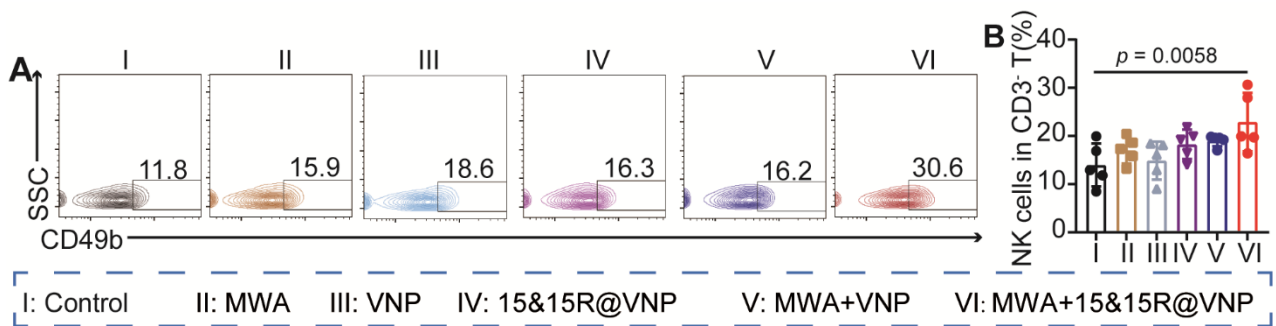 A
I II III IV V VI
SSC
11.8 15.9 18.6 16.3 16.2 30.6
CD49b
B
NK cells in CD3⁻ T(%)
p = 0.0058
40
30
20
10
0
I II III IV V VI
I: Control II: MWA III: VNP IV: 15&15R@VNP V: MWA+VNP VI: MWA+15&15R@VNP